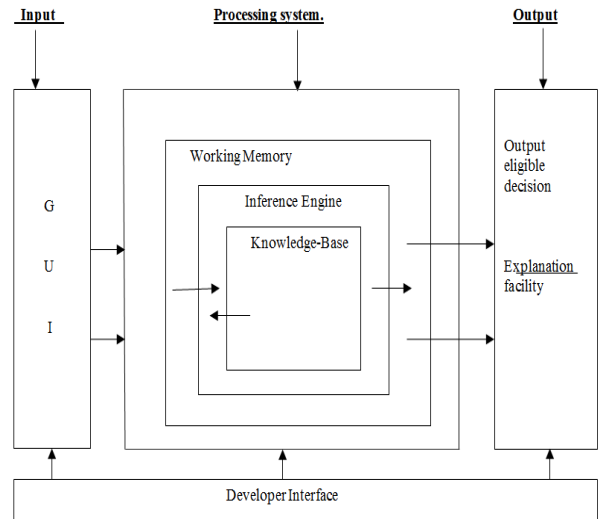 Input
Processing system.
Output
G
U
I
Working Memory
Inference Engine
Knowledge-Base
Output
eligible
decision
Explanation
facility
Developer Interface